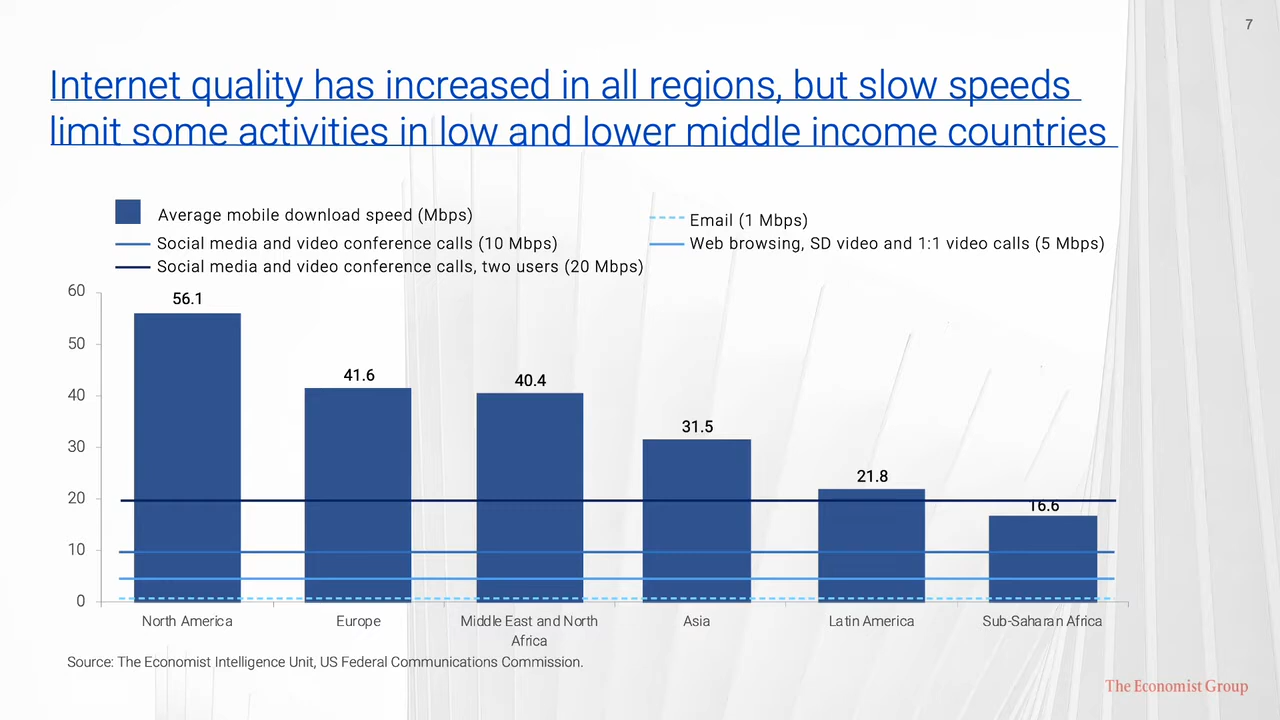 7
Internet quality has increased in all regions, but slow speeds
limit some activities in low and lower middle income countries
Average mobile download speed (Mbps)
Email (1 Mbps)
Social media and video conference calls (10 Mbps)
Web browsing, SD video and 1:1 video calls (5 Mbps)
Social media and video conference calls, two users (20 Mbps)
60
50
40
30
20
10
0
56.1
41.6
40.4
31.5
21.8
16.6
North America
Europe
Middle East and North
Africa
Asia
Latin America
Sub-Saharan Africa
Source: The Economist Intelligence Unit, US Federal Communications Commission.
The Economist Group